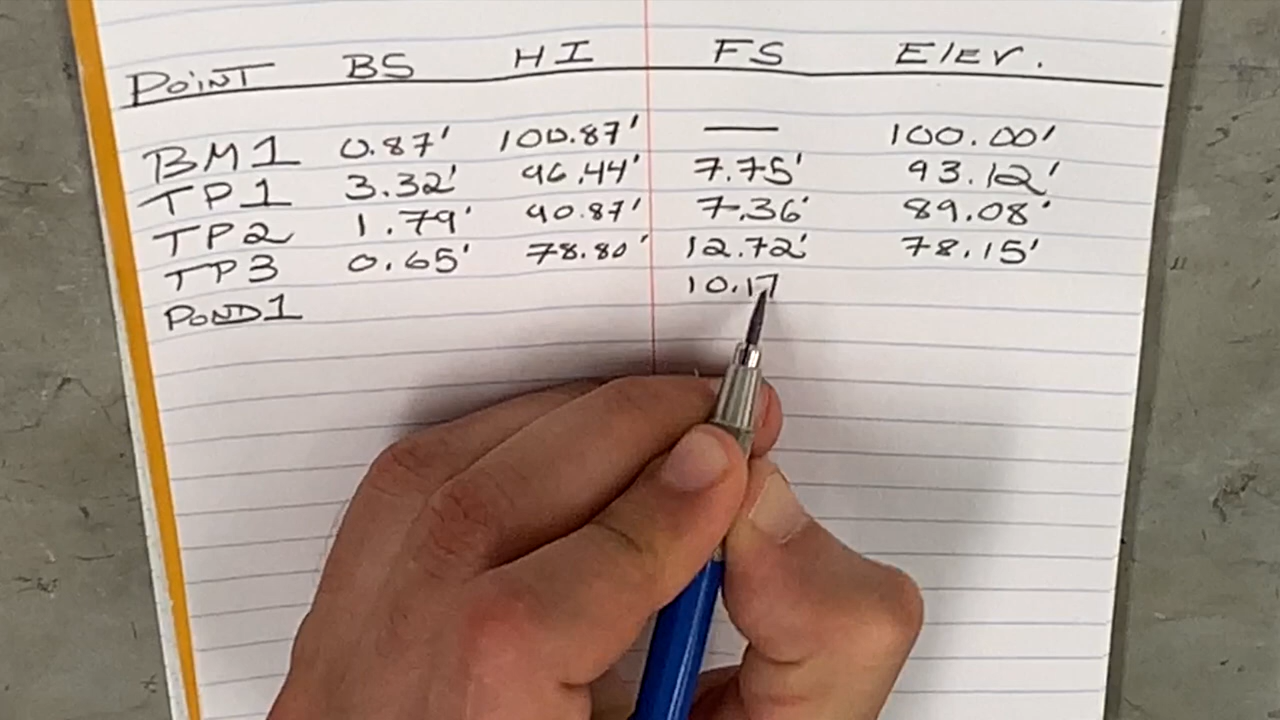 Point BS HI FS Elev.
BM1 0.87' 100.87' — 100.00'
TP1 3.32' 96.44' 7.75' 93.12'
TP2 1.79' 90.87' 7.36' 89.08'
TP3 0.65' 78.80' 12.72' 78.15'
POND1 10.17